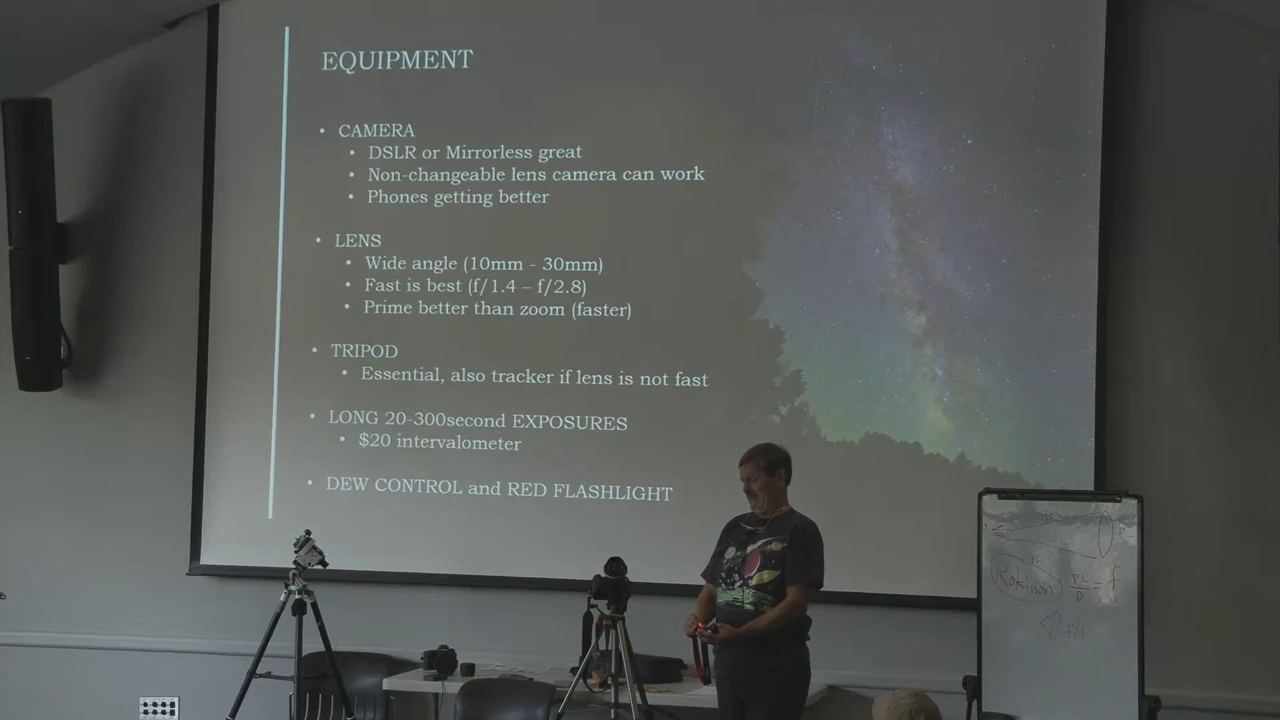 EQUIPMENT
• CAMERA
• DSLR or Mirrorless great
• Non-changeable lens camera can work
• Phones getting better
• LENS
• Wide angle (10mm - 30mm)
• Fast is best (f/1.4 – f/2.8)
• Prime better than zoom (faster)
• TRIPOD
• Essential, also tracker if lens is not fast
• LONG 20-300second EXPOSURES
• $20 intervalometer
• DEW CONTROL and RED FLASHLIGHT
D
Rokinon
FL/D = f